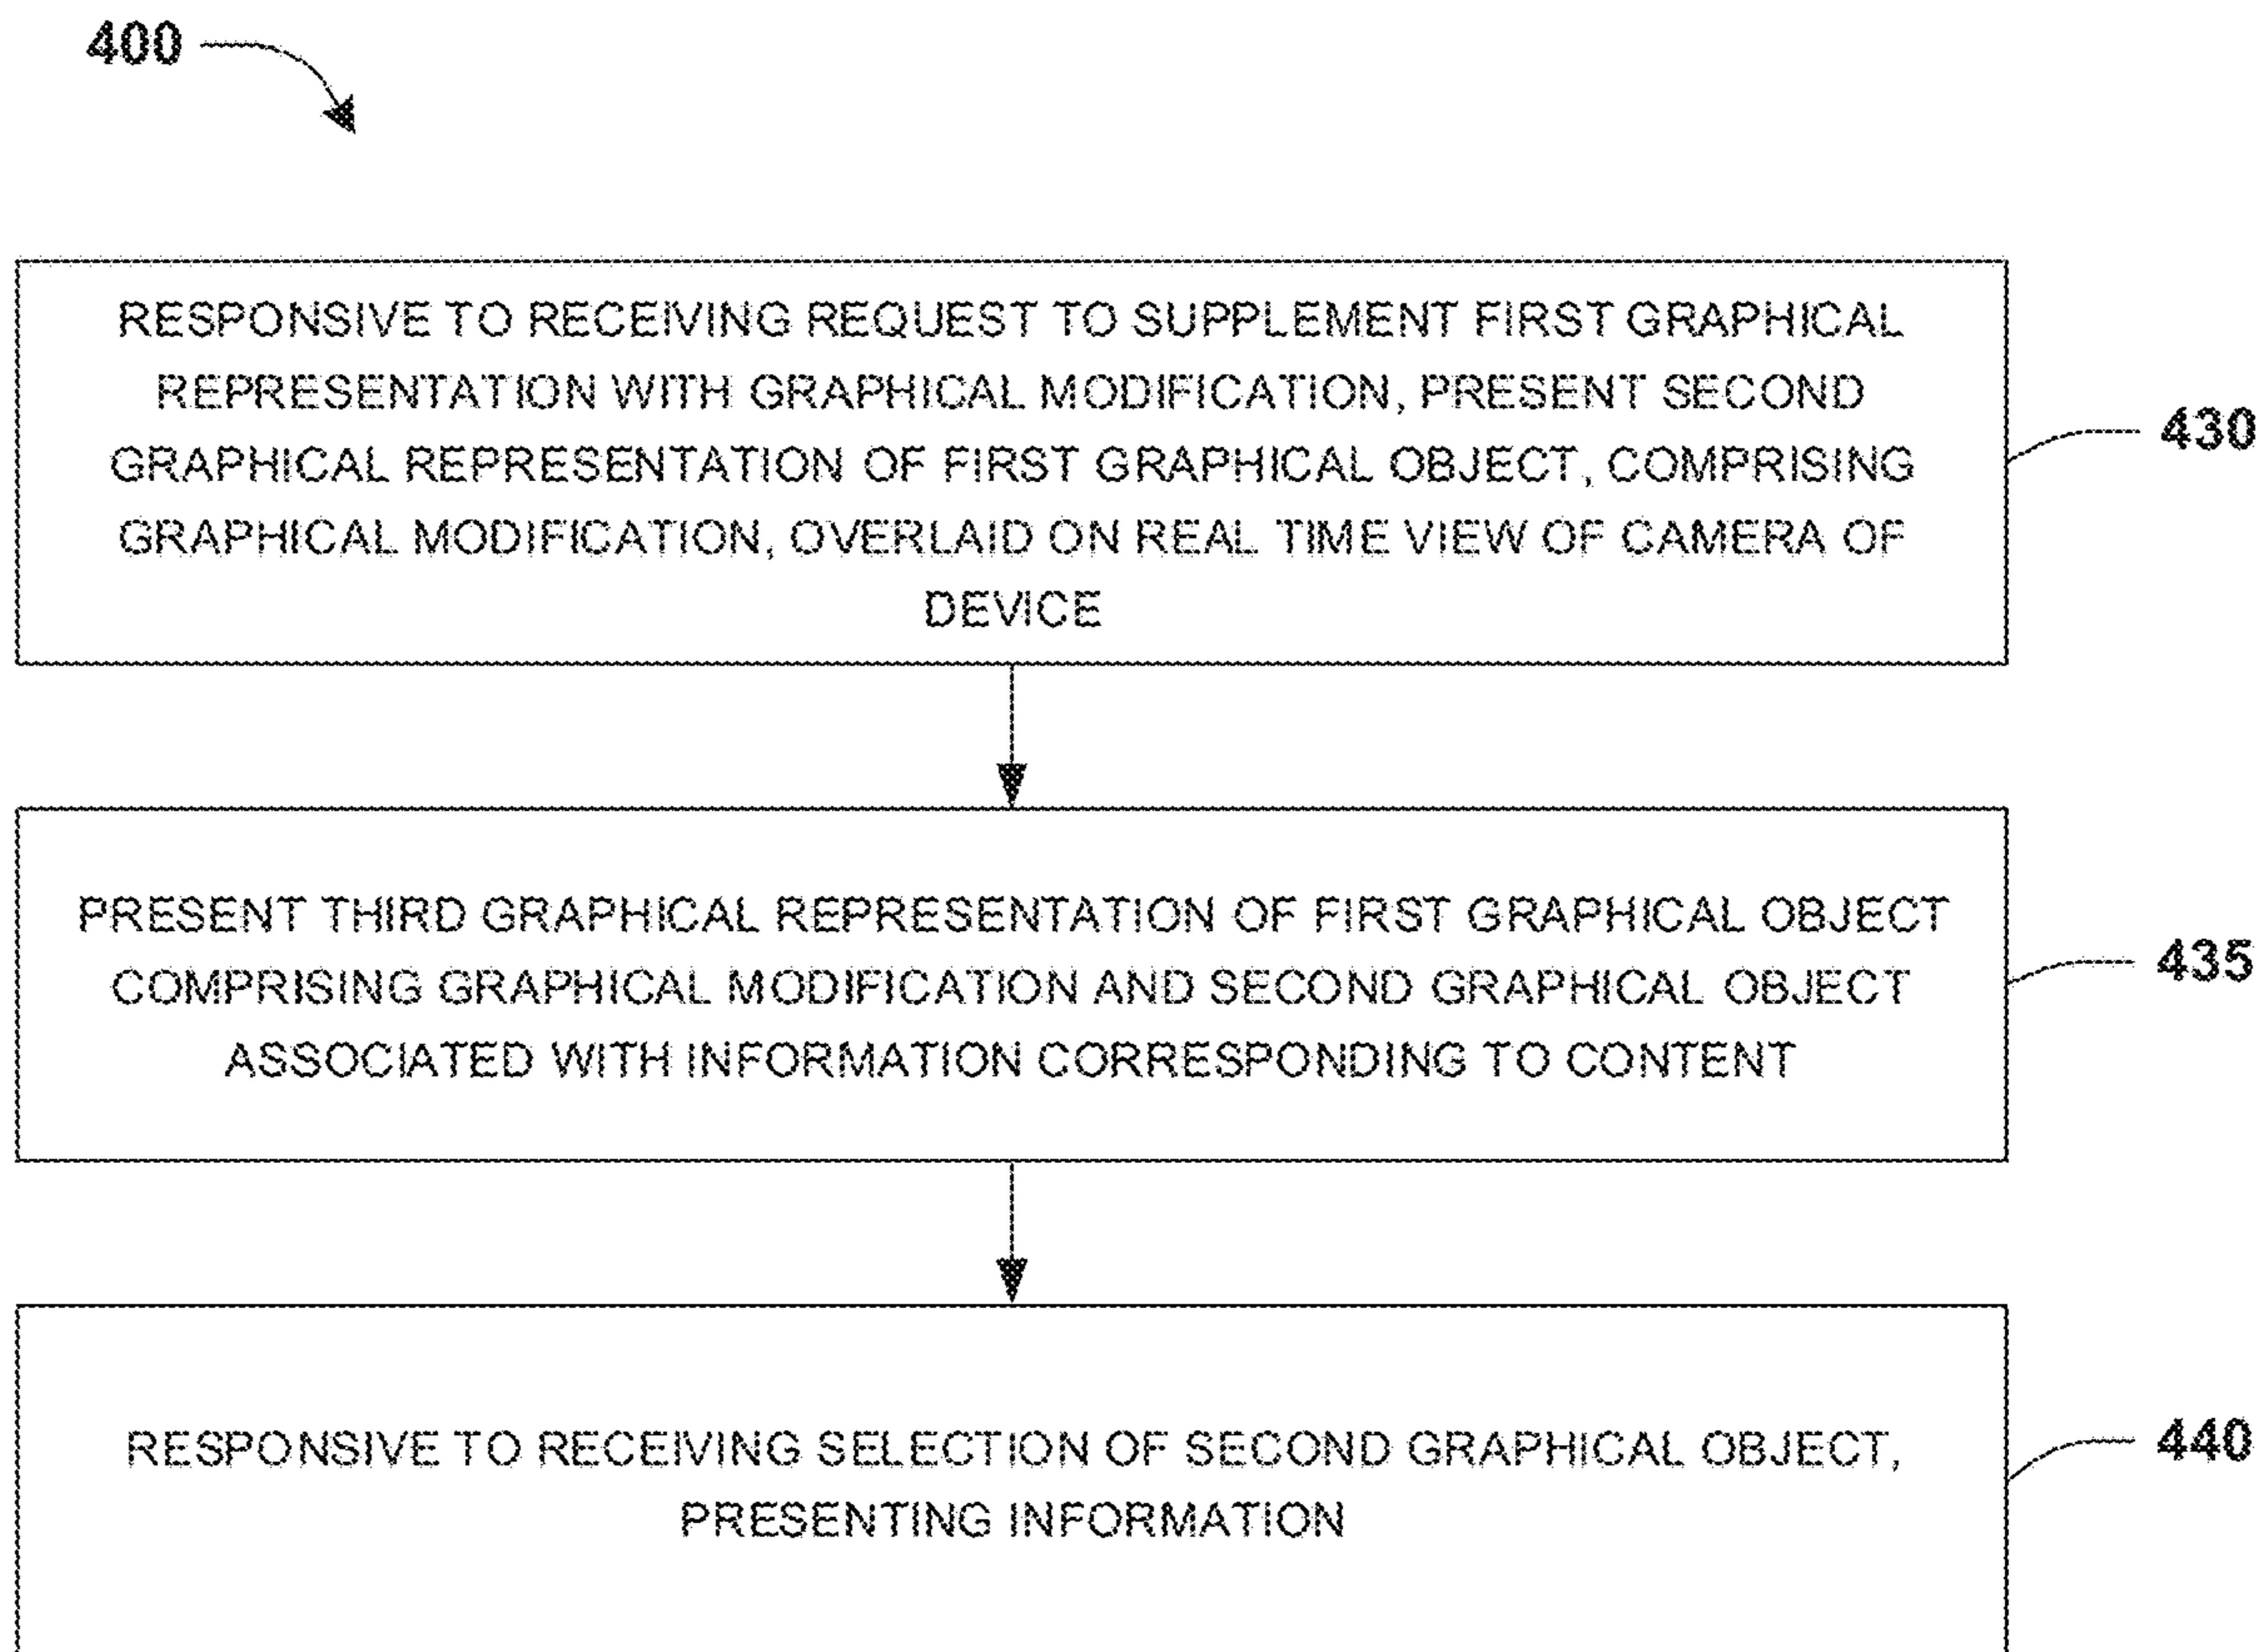 400
RESPONSIVE TO RECEIVING REQUEST TO SUPPLEMENT FIRST GRAPHICAL
REPRESENTATION WITH GRAPHICAL MODIFICATION, PRESENT SECOND
GRAPHICAL REPRESENTATION OF FIRST GRAPHICAL OBJECT, COMPRISING
GRAPHICAL MODIFICATION, OVERLAID ON REAL TIME VIEW OF CAMERA OF
DEVICE
430
PRESENT THIRD GRAPHICAL REPRESENTATION OF FIRST GRAPHICAL OBJECT
COMPRISING GRAPHICAL MODIFICATION AND SECOND GRAPHICAL OBJECT
ASSOCIATED WITH INFORMATION CORRESPONDING TO CONTENT
435
RESPONSIVE TO RECEIVING SELECTION OF SECOND GRAPHICAL OBJECT,
PRESENTING INFORMATION
440